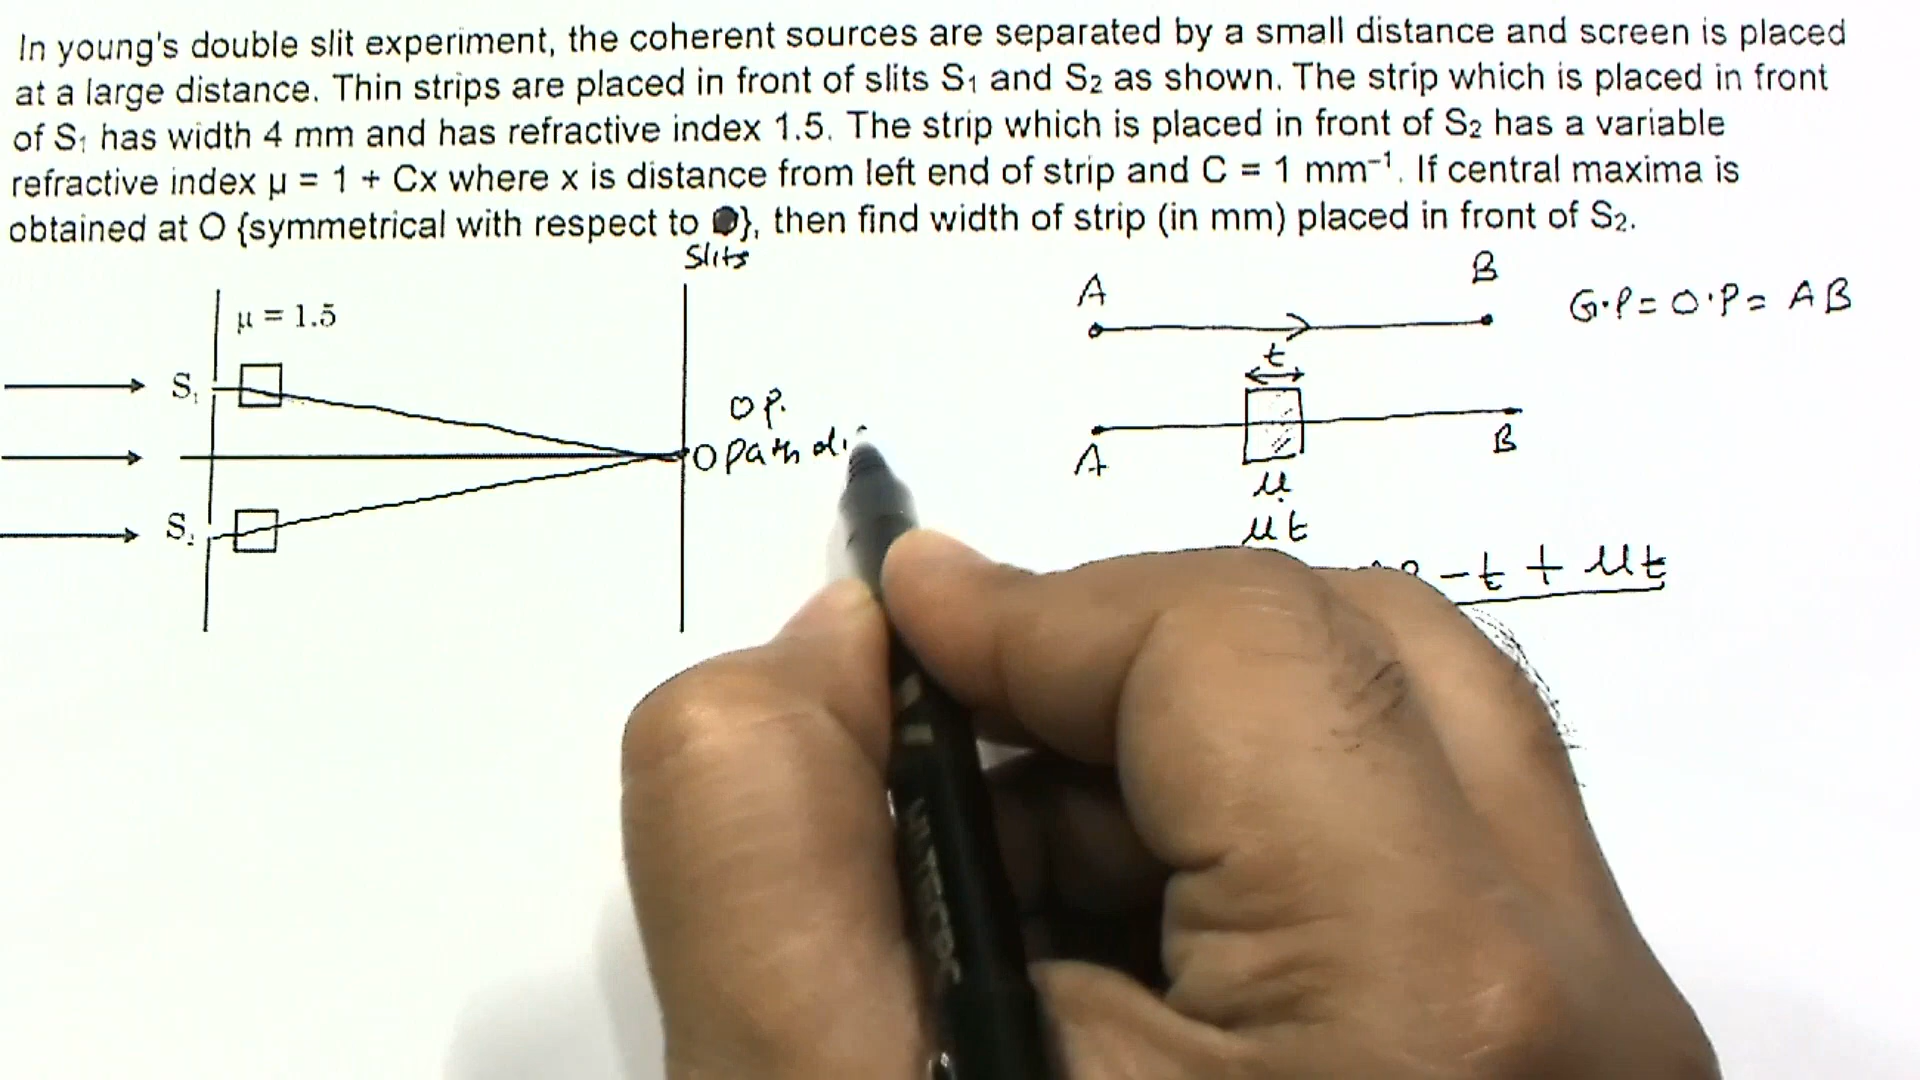 In young's double slit experiment, the coherent sources are separated by a small distance and screen is placed
at a large distance. Thin strips are placed in front of slits S₁ and S₂ as shown. The strip which is placed in front
of S₁ has width 4 mm and has refractive index 1.5. The strip which is placed in front of S₂ has a variable
refractive index μ = 1 + Cx where x is distance from left end of strip and C = 1 mm⁻¹. If central maxima is
obtained at O {symmetrical with respect to }, then find width of strip (in mm) placed in front of S₂.
Slits
μ = 1.5
S₁
S₂
O
O P.
Path di
A
B
G.P = O.P = AB
t
A
B
μ
μt
- t + μt